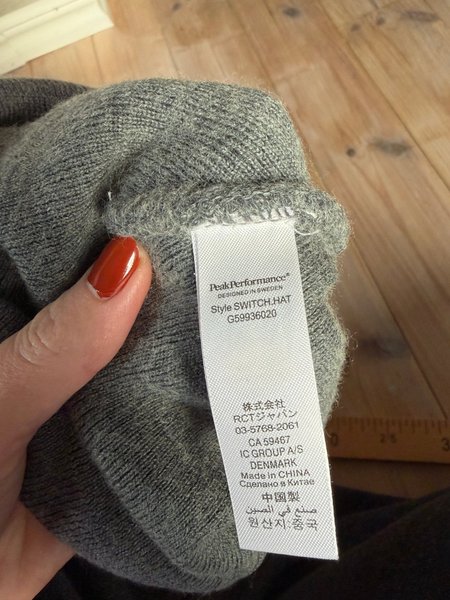 PeakPerformance®
DESIGNED IN SWEDEN
Style SWITCH.HAT
G59936020
株式会社
RCTジャパン
03-5768-2061
CA 59467
IC GROUP A/S
DENMARK
Made in CHINA
Сделано в Китае
中国製
صنع في الصين
원산지:중국